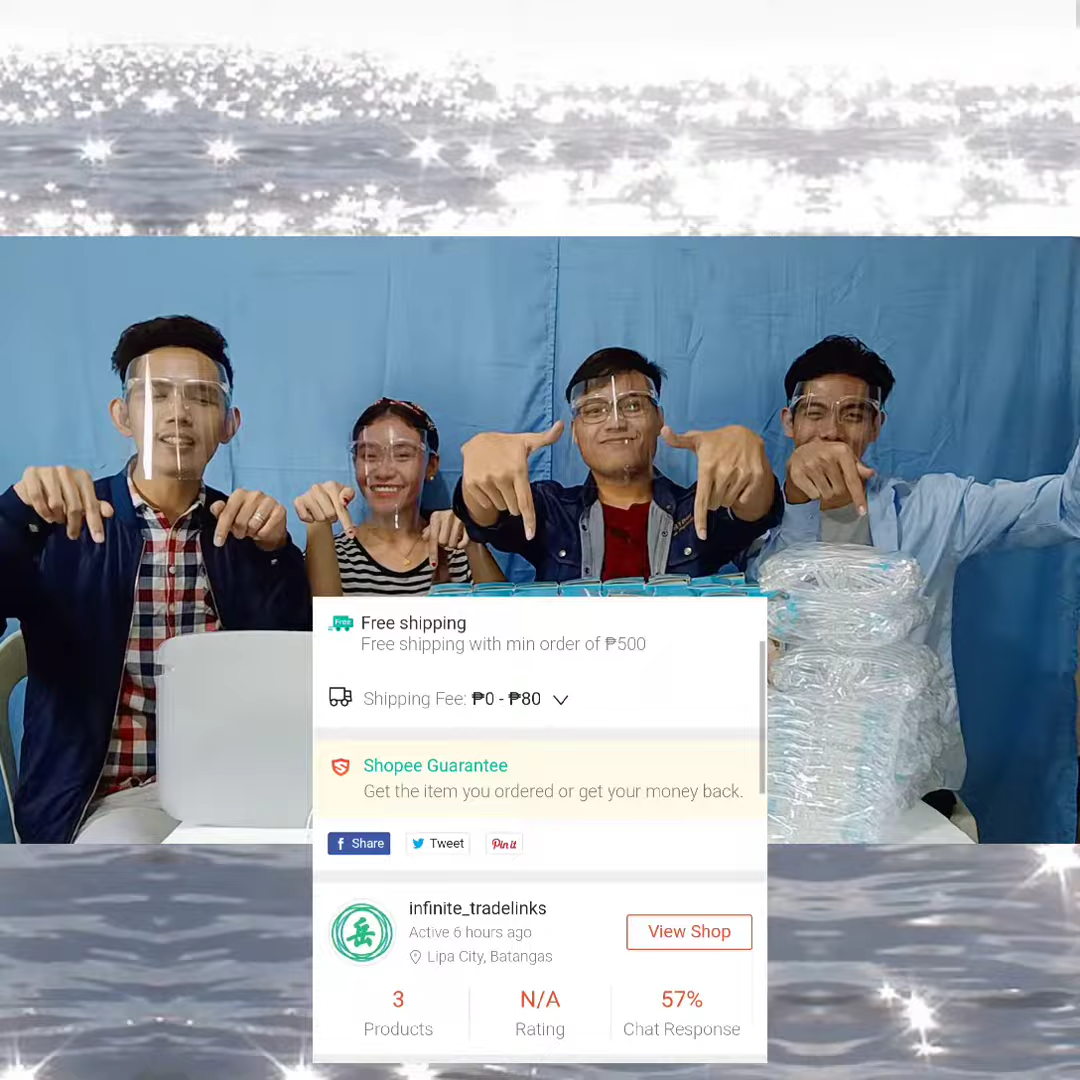 Free
Free shipping
Free shipping with min order of ₱500
Shipping Fee: ₱0 - ₱80
Shopee Guarantee
Get the item you ordered or get your money back.
f Share
Tweet
Pin it
岳
infinite_tradelinks
Active 6 hours ago
Lipa City, Batangas
View Shop
3
N/A
57%
Products
Rating
Chat Response